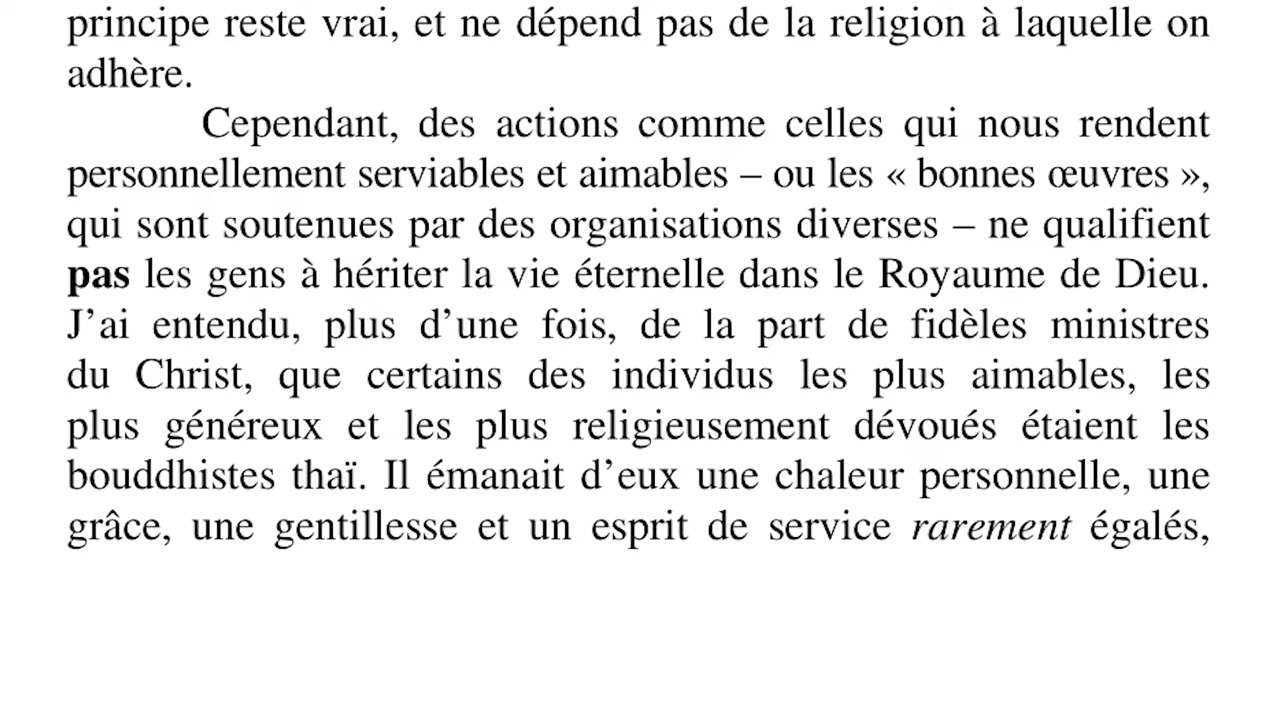 principe reste vrai, et ne dépend pas de la religion à laquelle on
adhère.
Cependant, des actions comme celles qui nous rendent
personnellement serviables et aimables – ou les « bonnes œuvres »,
qui sont soutenues par des organisations diverses – ne qualifient
pas les gens à hériter la vie éternelle dans le Royaume de Dieu.
J’ai entendu, plus d’une fois, de la part de fidèles ministres
du Christ, que certains des individus les plus aimables, les
plus généreux et les plus religieusement dévoués étaient les
bouddhistes thaï. Il émanait d’eux une chaleur personnelle, une
grâce, une gentillesse et un esprit de service rarement égalés,